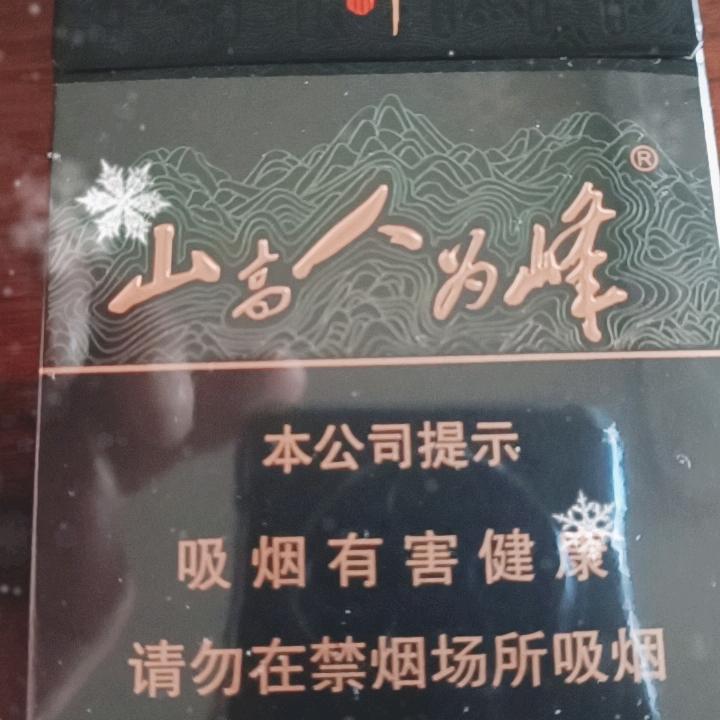 山高人为峰®
本公司提示
吸烟有害健康
请勿在禁烟场所吸烟